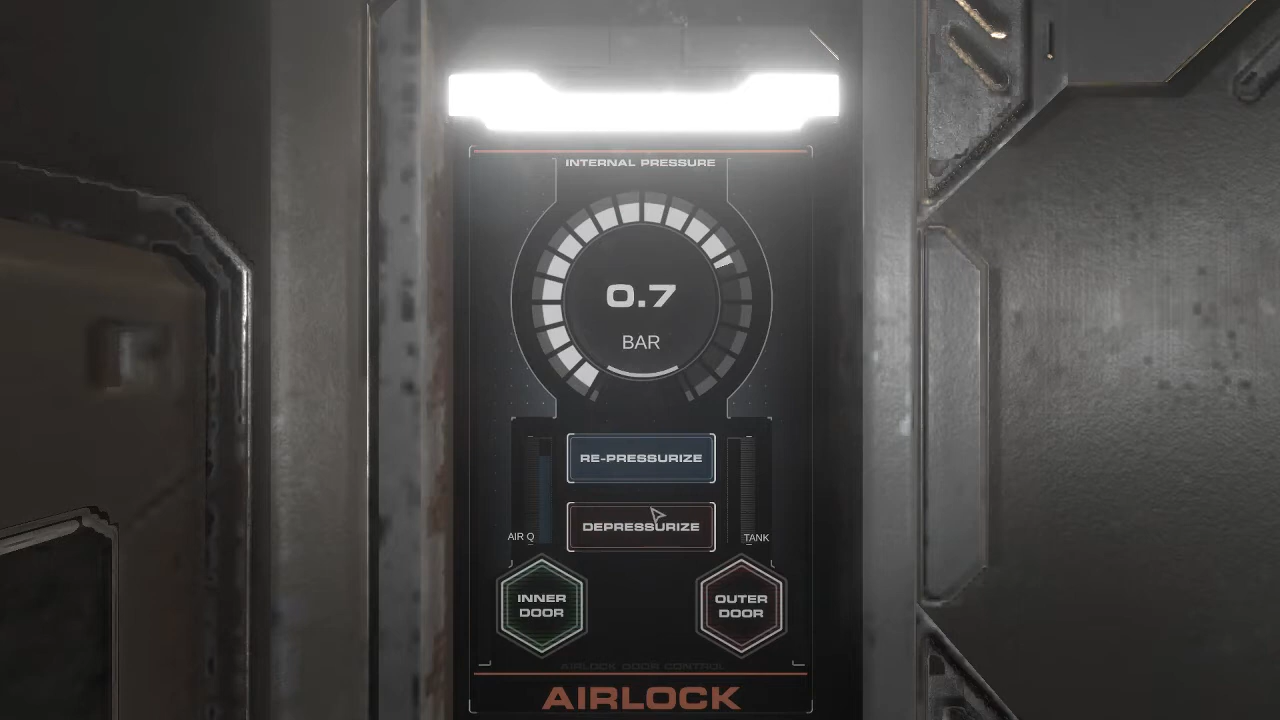 INTERNAL PRESSURE
0.7
BAR
RE-PRESSURIZE
DEPRESSURIZE
AIR Q
TANK
INNER
DOOR
OUTER
DOOR
AIRLOCK DOOR CONTROL
AIRLOCK